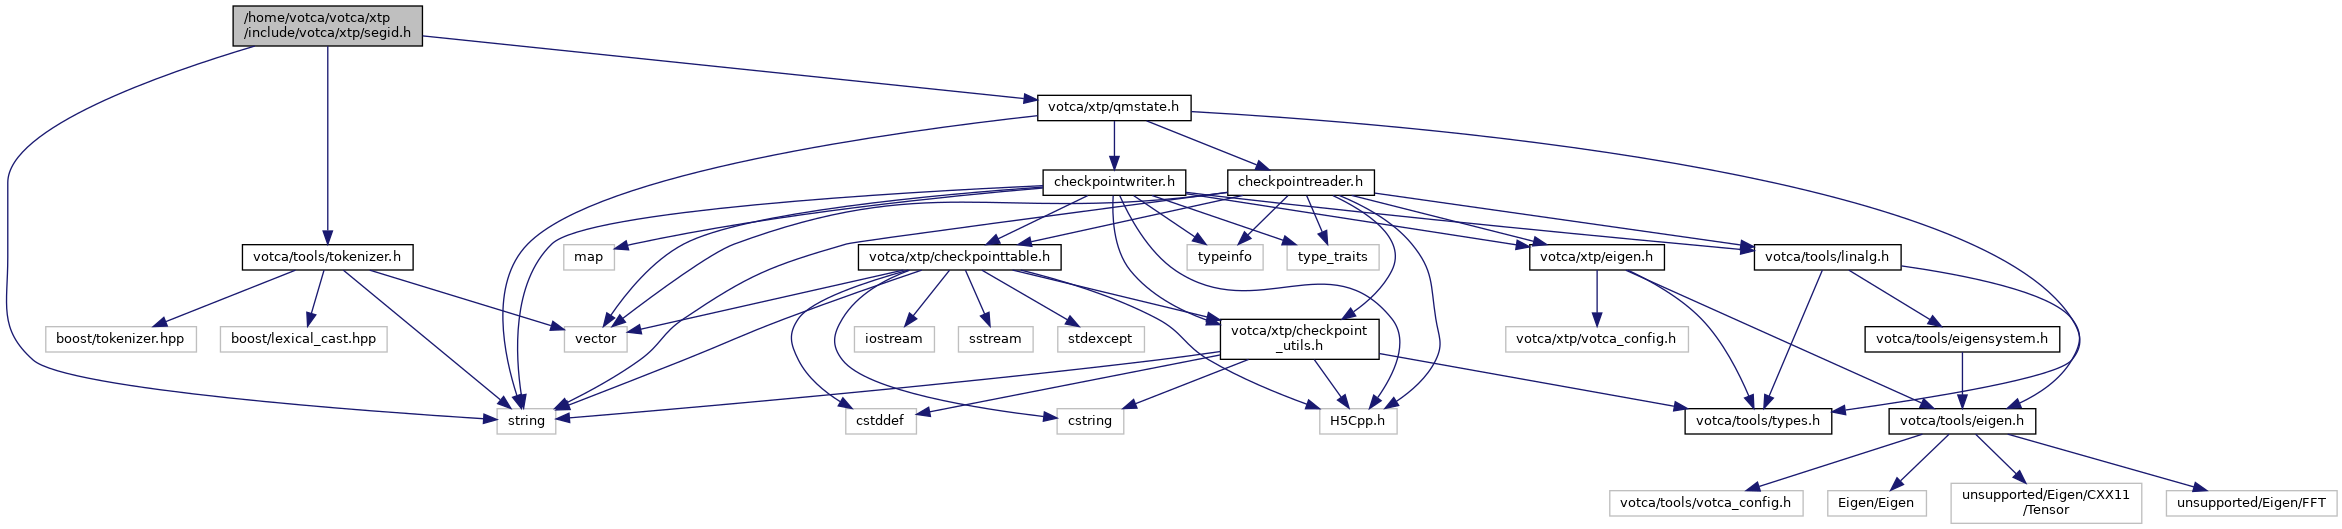 /home/votca/votca/xtp
/include/votca/xtp/segid.h
votca/xtp/qmstate.h
checkpointwriter.h
checkpointreader.h
votca/tools/tokenizer.h
map
votca/xtp/checkpointtable.h
typeinfo
type_traits
votca/xtp/eigen.h
votca/tools/linalg.h
boost/tokenizer.hpp
boost/lexical_cast.hpp
vector
iostream
sstream
stdexcept
votca/xtp/checkpoint
_utils.h
votca/xtp/votca_config.h
votca/tools/eigensystem.h
string
cstddef
cstring
H5Cpp.h
votca/tools/types.h
votca/tools/eigen.h
votca/tools/votca_config.h
Eigen/Eigen
unsupported/Eigen/CXX11
/Tensor
unsupported/Eigen/FFT